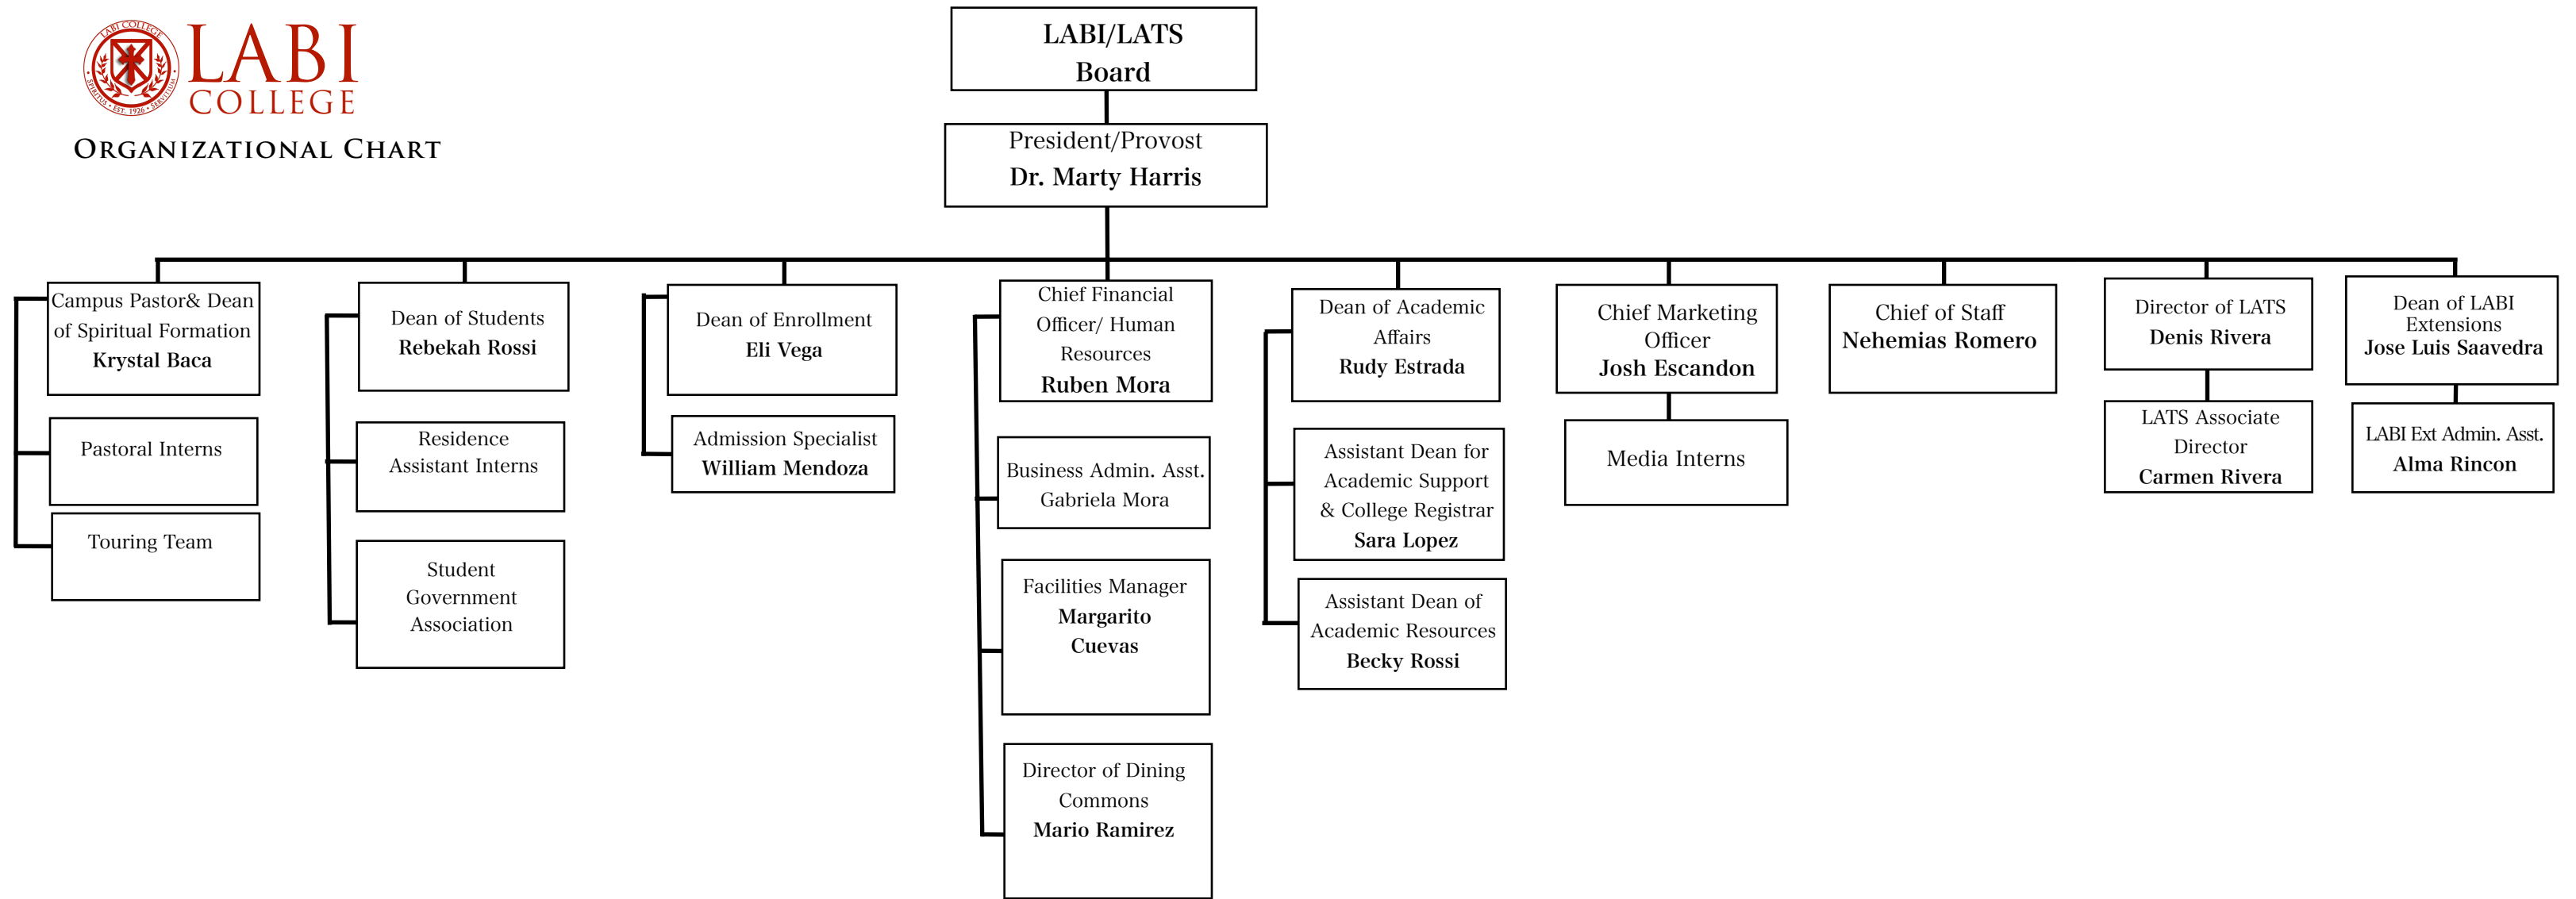 LABI COLLEGE
SPIRITUS • EST. 1926 • SERVITIUM
LABI
COLLEGE
ORGANIZATIONAL CHART
LABI/LATS
Board
President/Provost
Dr. Marty Harris
Campus Pastor& Dean
of Spiritual Formation
Krystal Baca
Pastoral Interns
Touring Team
Dean of Students
Rebekah Rossi
Residence
Assistant Interns
Student
Government
Association
Dean of Enrollment
Eli Vega
Admission Specialist
William Mendoza
Chief Financial
Officer/ Human
Resources
Ruben Mora
Business Admin. Asst.
Gabriela Mora
Facilities Manager
Margarito
Cuevas
Director of Dining
Commons
Mario Ramirez
Dean of Academic
Affairs
Rudy Estrada
Assistant Dean for
Academic Support
& College Registrar
Sara Lopez
Assistant Dean of
Academic Resources
Becky Rossi
Chief Marketing
Officer
Josh Escandon
Media Interns
Chief of Staff
Nehemias Romero
Director of LATS
Denis Rivera
LATS Associate
Director
Carmen Rivera
Dean of LABI
Extensions
Jose Luis Saavedra
LABI Ext Admin. Asst.
Alma Rincon